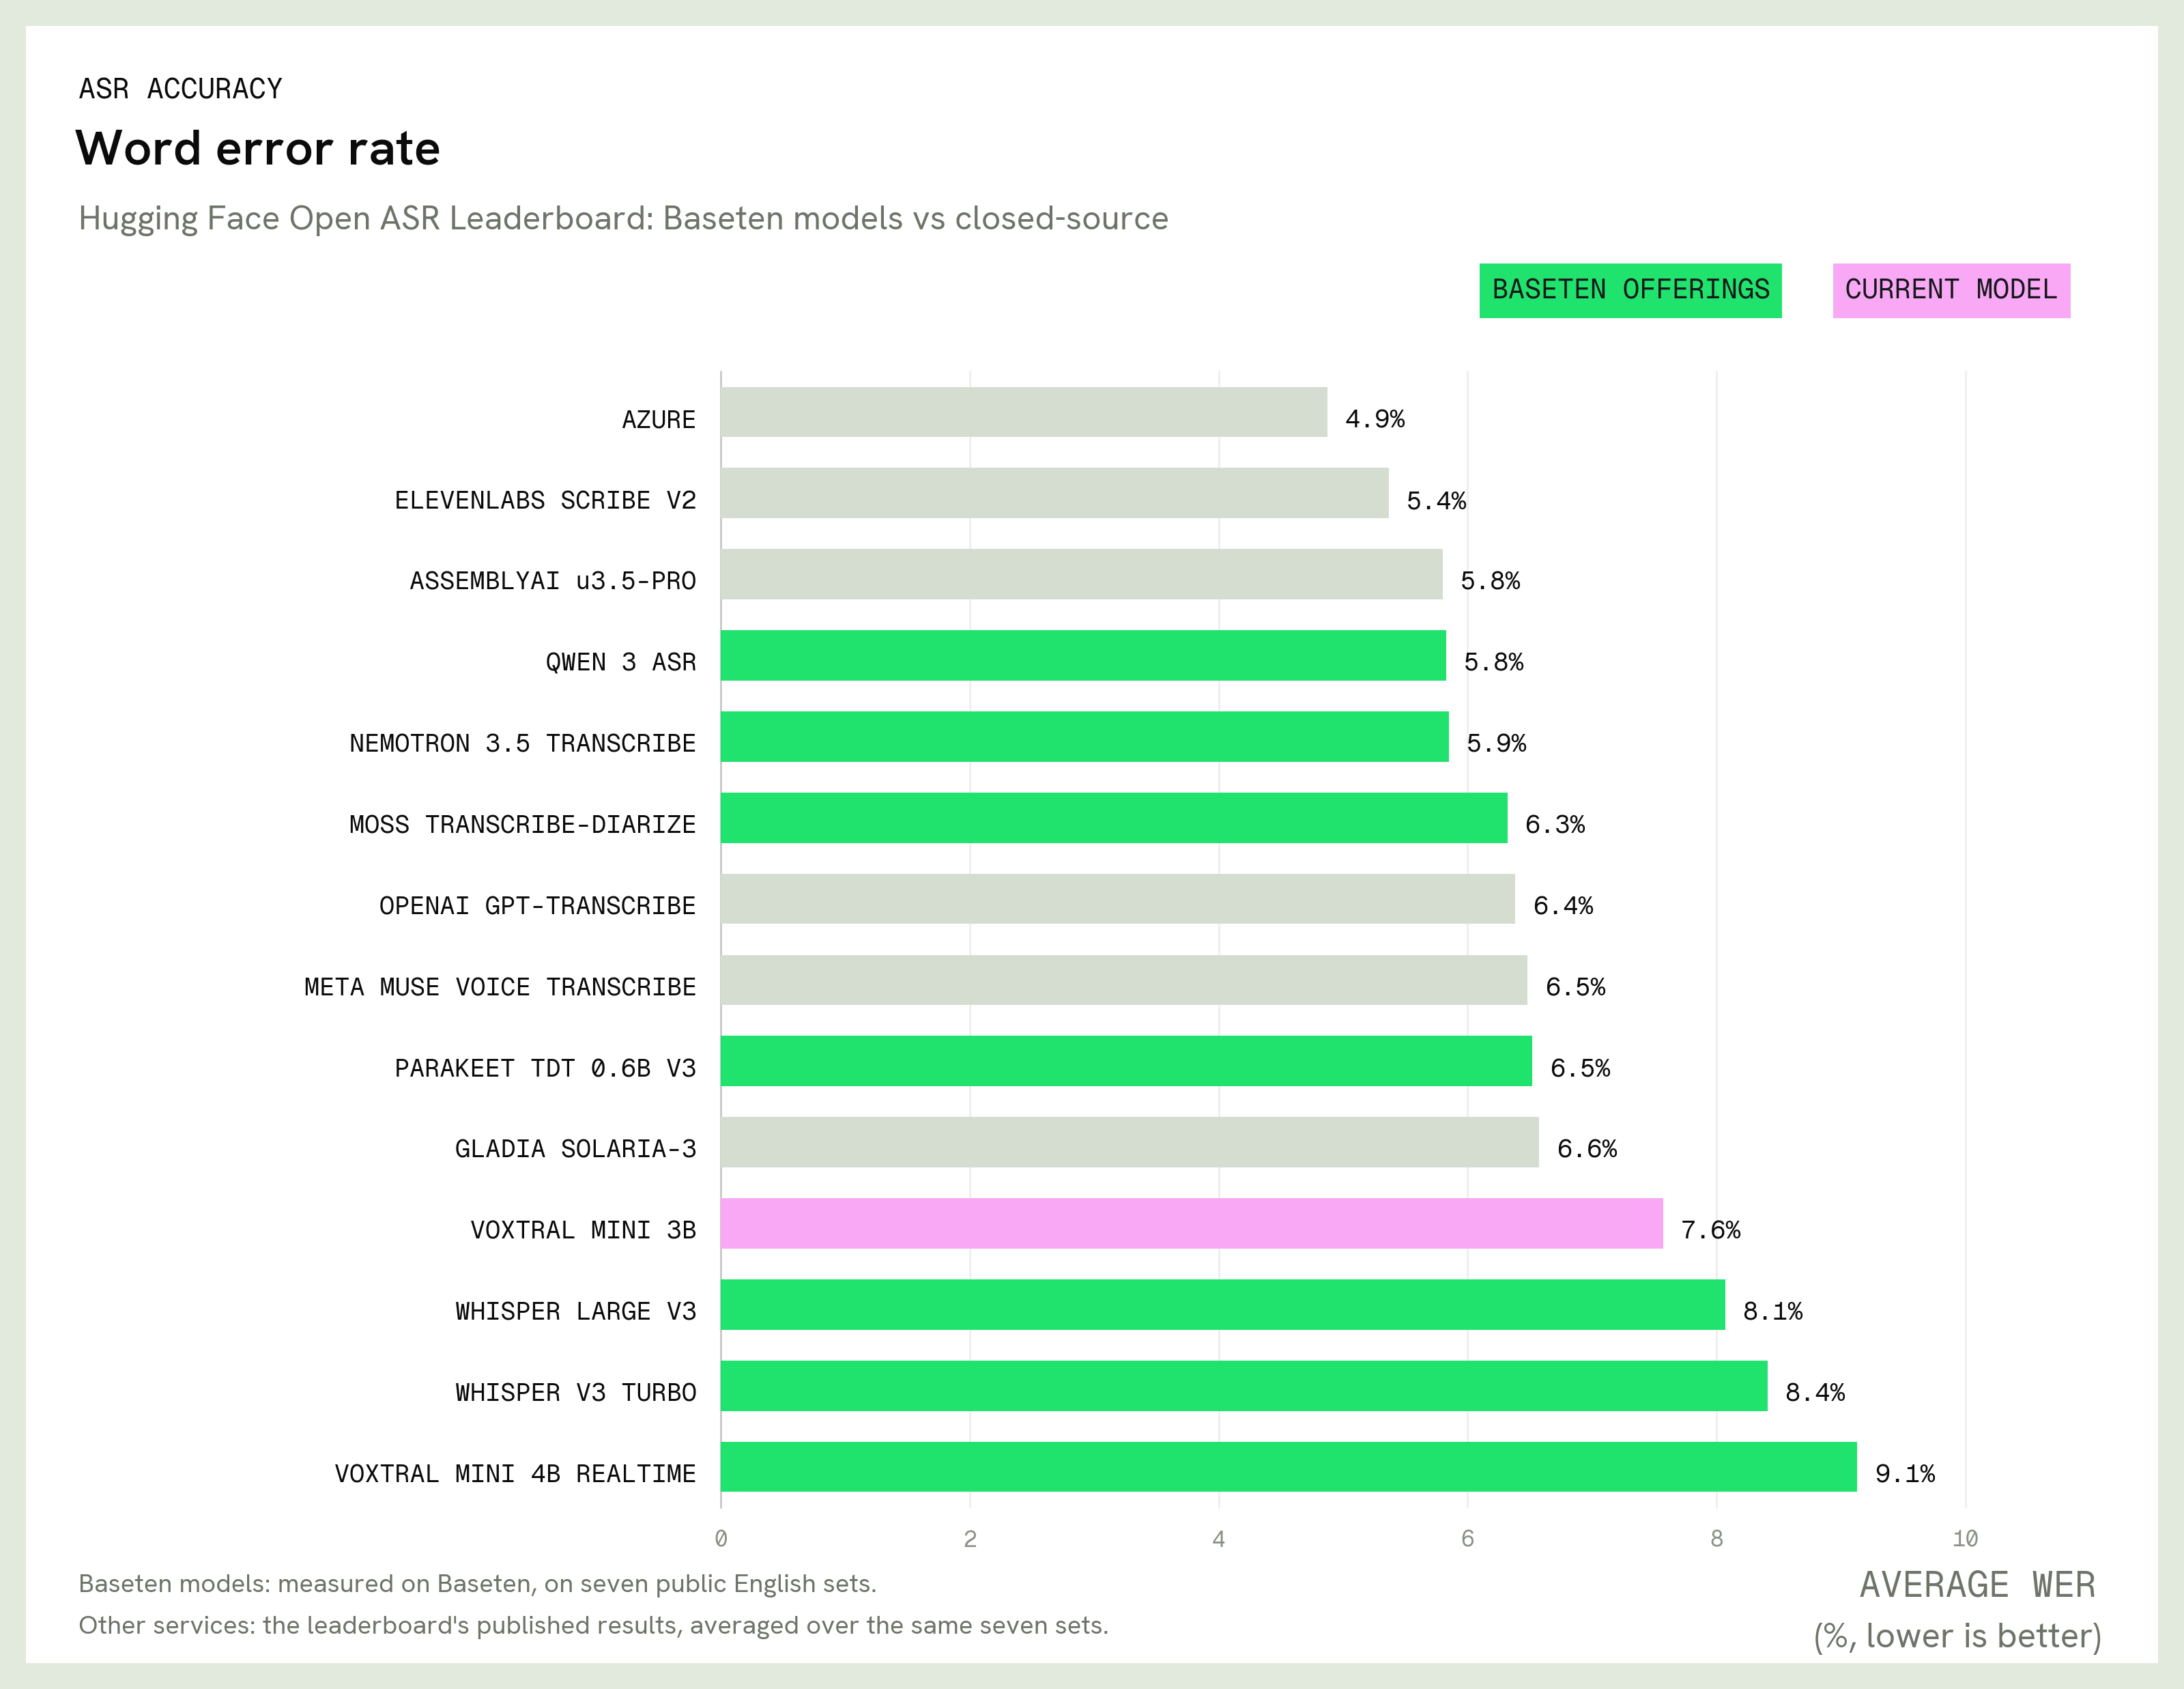 ASR ACCURACY
Word error rate
Hugging Face Open ASR Leaderboard: Baseten models vs closed-source
BASETEN OFFERINGS
CURRENT MODEL
AZURE 4.9%
ELEVENLABS SCRIBE V2 5.4%
ASSEMBLYAI u3.5-PRO 5.8%
QWEN 3 ASR 5.8%
NEMOTRON 3.5 TRANSCRIBE 5.9%
MOSS TRANSCRIBE-DIARIZE 6.3%
OPENAI GPT-TRANSCRIBE 6.4%
META MUSE VOICE TRANSCRIBE 6.5%
PARAKEET TDT 0.6B V3 6.5%
GLADIA SOLARIA-3 6.6%
VOXTRAL MINI 3B 7.6%
WHISPER LARGE V3 8.1%
WHISPER V3 TURBO 8.4%
VOXTRAL MINI 4B REALTIME 9.1%
0 2 4 6 8 10
Baseten models: measured on Baseten, on seven public English sets.
Other services: the leaderboard's published results, averaged over the same seven sets.
AVERAGE WER
(%, lower is better)